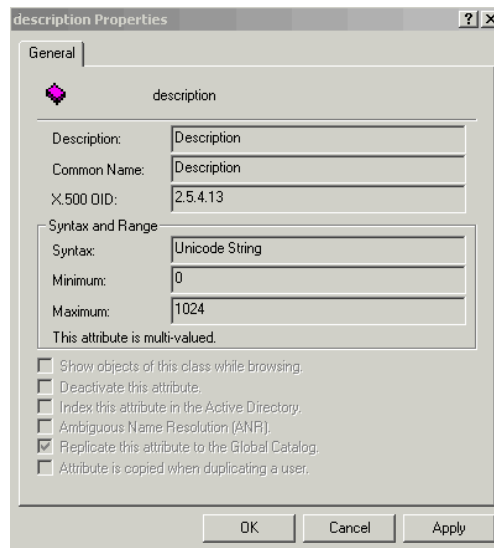 description Properties
General
description
Description: Description
Common Name: Description
X.500 OID: 2.5.4.13
Syntax and Range
Syntax: Unicode String
Minimum: 0
Maximum: 1024
This attribute is multi-valued.
Show objects of this class while browsing.
Deactivate this attribute.
Index this attribute in the Active Directory.
Ambiguous Name Resolution (ANR).
Replicate this attribute to the Global Catalog.
Attribute is copied when duplicating a user.
OK Cancel Apply